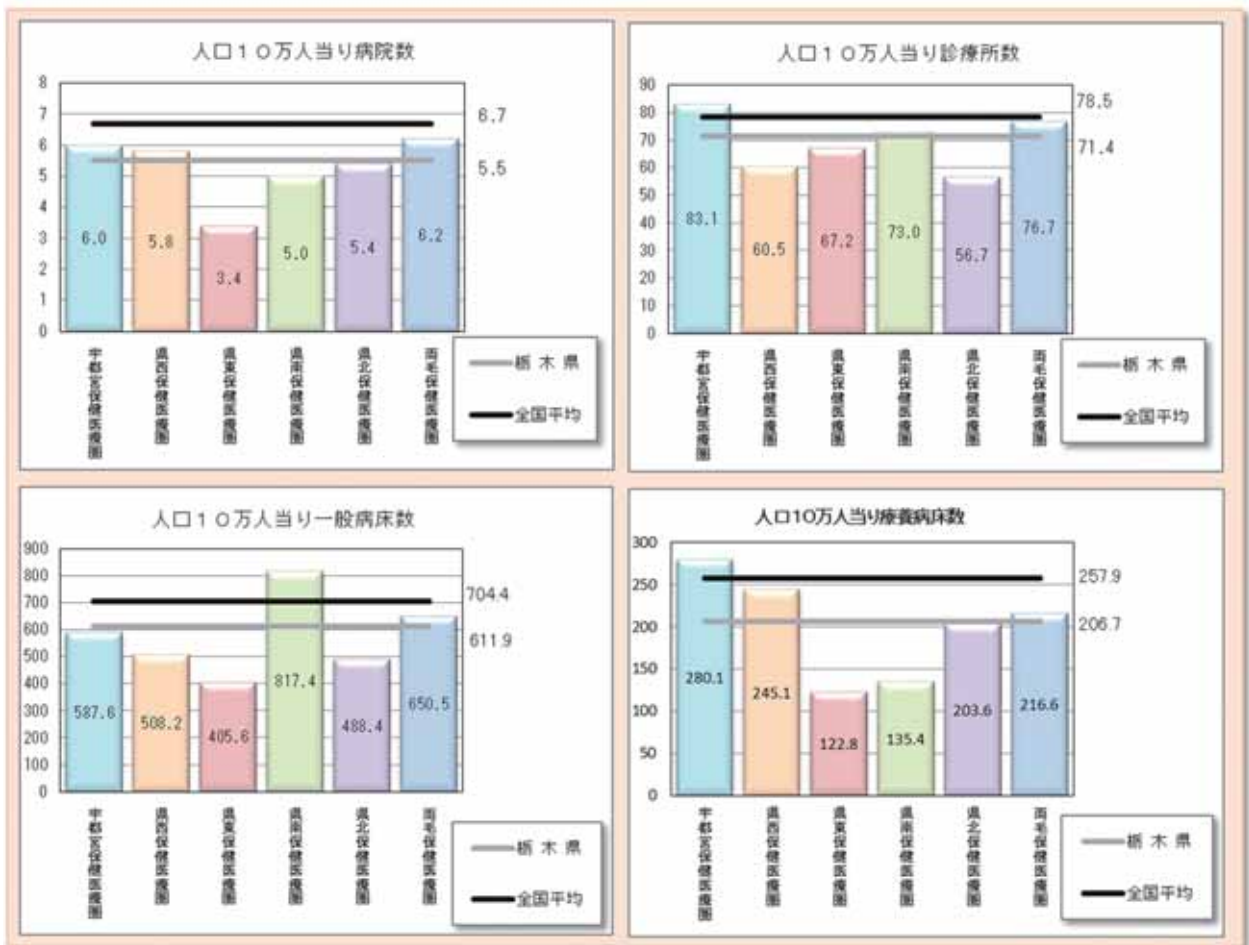 人口１０万人当り病院数
8
7
6
5
4
3
2
1
0
6.7
5.5
6.0
5.8
3.4
5.0
5.4
6.2
宇都宮保健医療圏
県西保健医療圏
県東保健医療圏
県南保健医療圏
県北保健医療圏
両毛保健医療圏
栃木県
全国平均
人口１０万人当り診療所数
90
80
70
60
50
40
30
20
10
0
78.5
71.4
83.1
60.5
67.2
73.0
56.7
76.7
宇都宮保健医療圏
県西保健医療圏
県東保健医療圏
県南保健医療圏
県北保健医療圏
両毛保健医療圏
栃木県
全国平均
人口１０万人当り一般病床数
900
800
700
600
500
400
300
200
100
0
704.4
611.9
587.6
508.2
405.6
817.4
488.4
650.5
宇都宮保健医療圏
県西保健医療圏
県東保健医療圏
県南保健医療圏
県北保健医療圏
両毛保健医療圏
栃木県
全国平均
人口10万人当り療養病床数
300
250
200
150
100
50
0
257.9
206.7
280.1
245.1
122.8
135.4
203.6
216.6
宇都宮保健医療圏
県西保健医療圏
県東保健医療圏
県南保健医療圏
県北保健医療圏
両毛保健医療圏
栃木県
全国平均